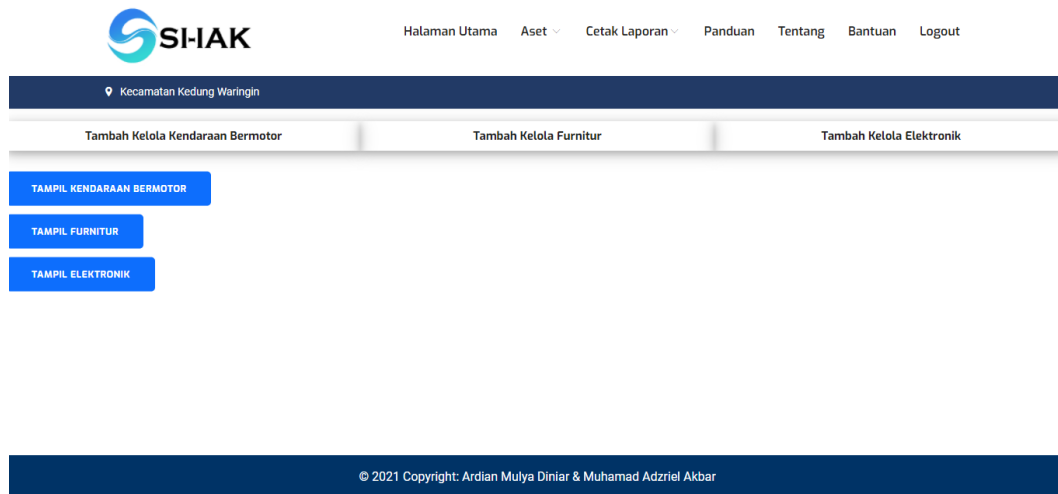 SI-IAK
Halaman Utama Aset Cetak Laporan Panduan Tentang Bantuan Logout
Kecamatan Kedung Waringin
Tambah Kelola Kendaraan Bermotor Tambah Kelola Furnitur Tambah Kelola Elektronik
TAMPIL KENDARAAN BERMOTOR
TAMPIL FURNITUR
TAMPIL ELEKTRONIK
© 2021 Copyright: Ardian Mulya Diniar & Muhamad Adzriel Akbar